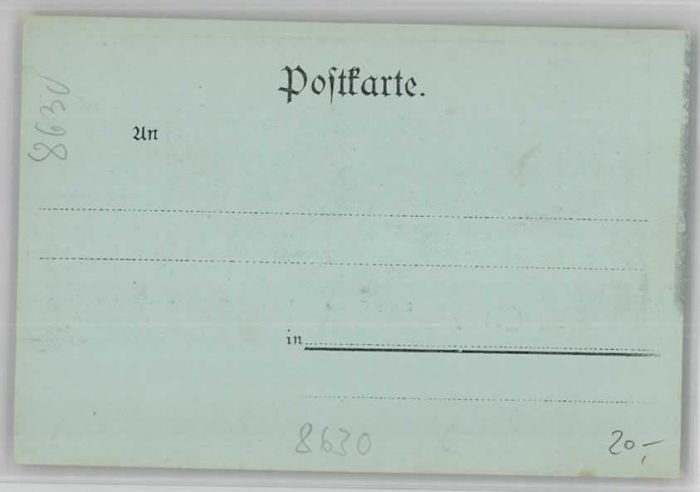 Postkarte.
8630
An
in
8630
20,-